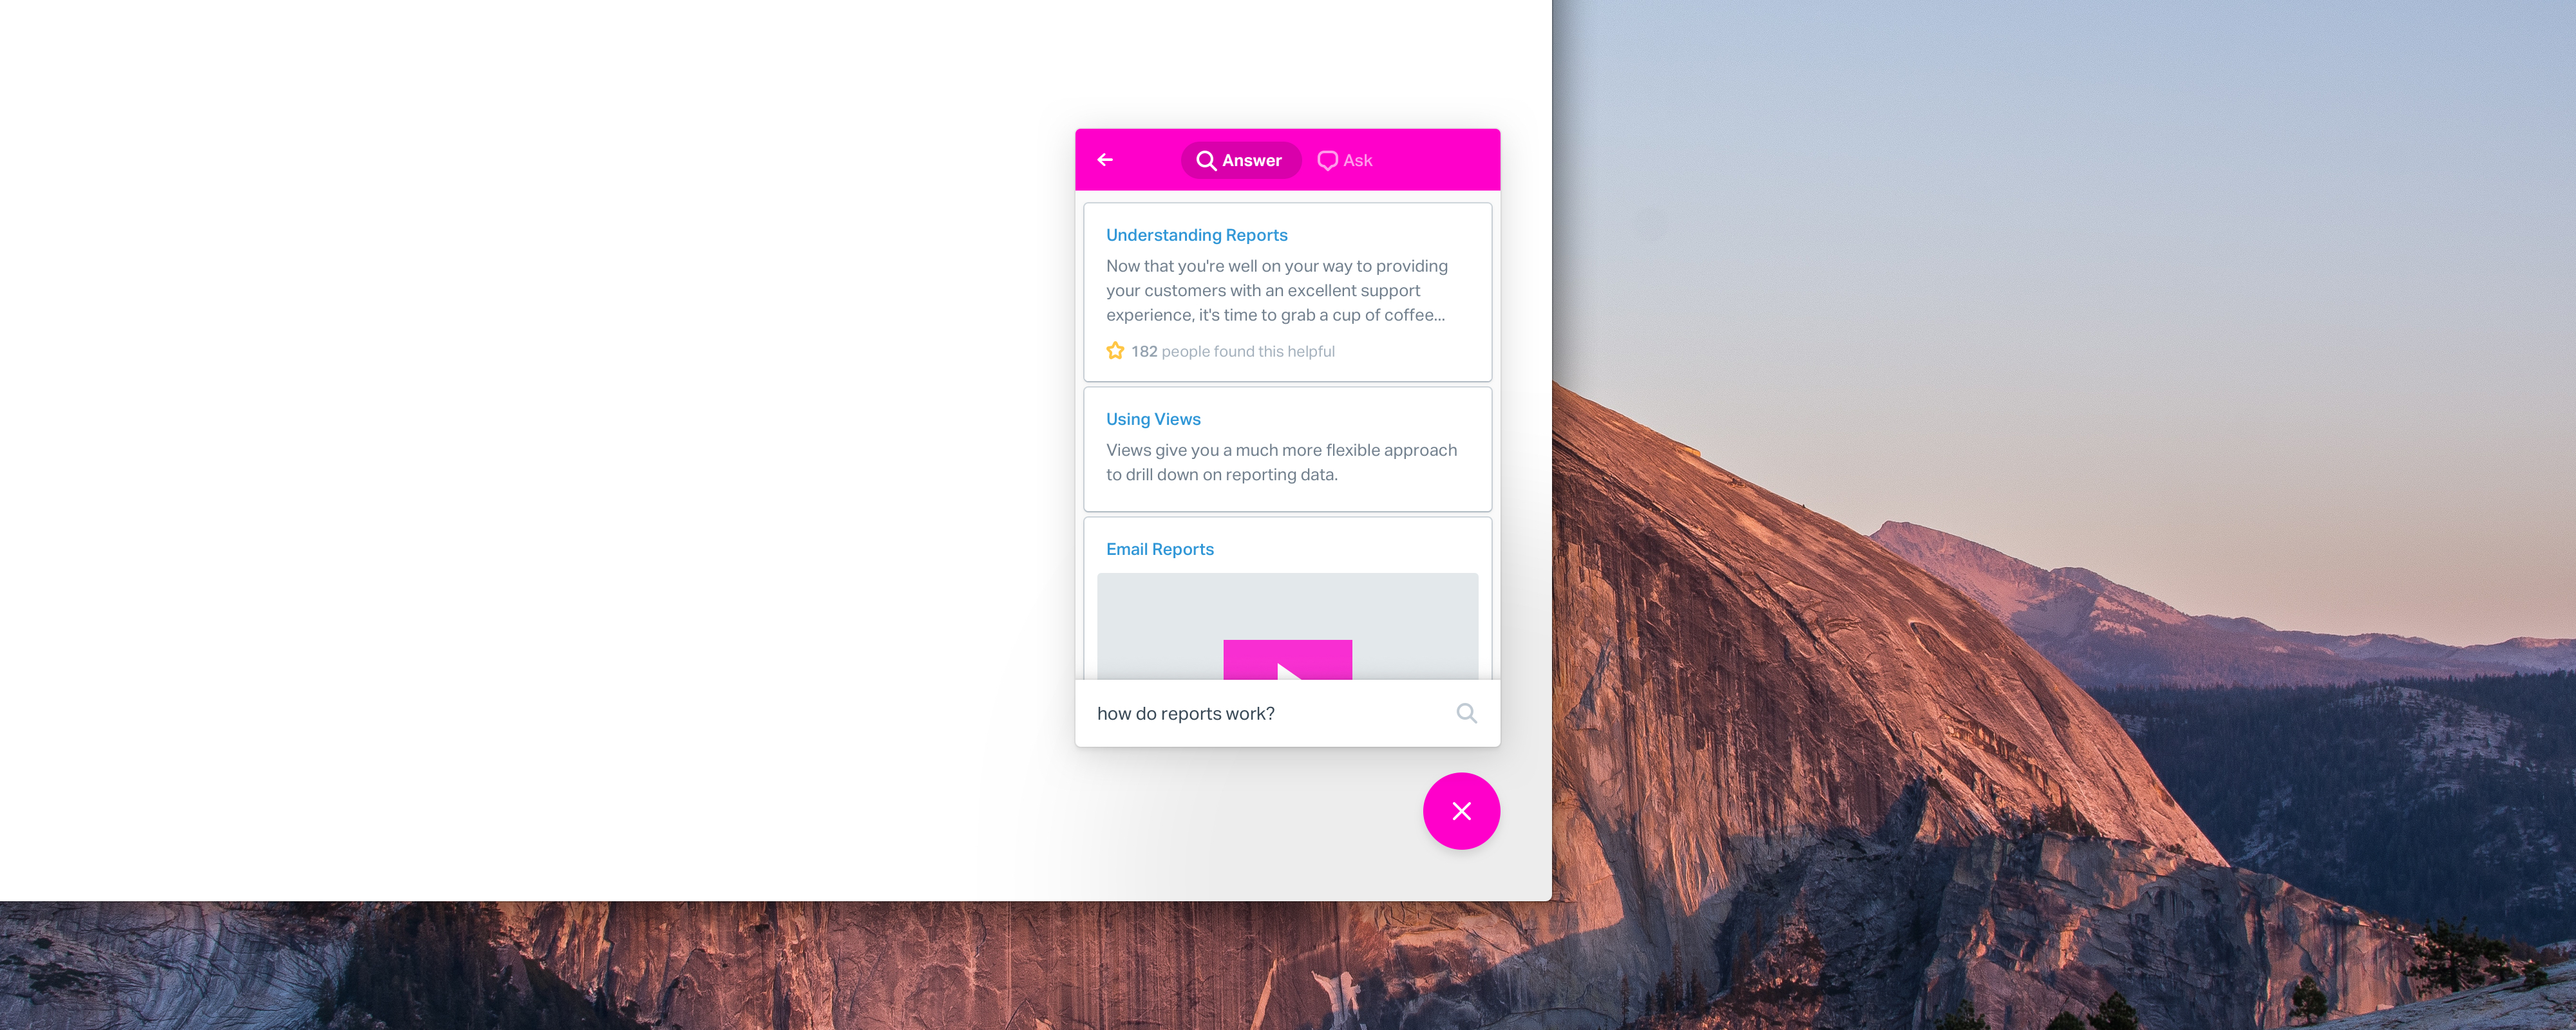 Answer
Ask
Understanding Reports
Now that you're well on your way to providing
your customers with an excellent support
experience, it's time to grab a cup of coffee...
182 people found this helpful
Using Views
Views give you a much more flexible approach
to drill down on reporting data.
Email Reports
how do reports work?